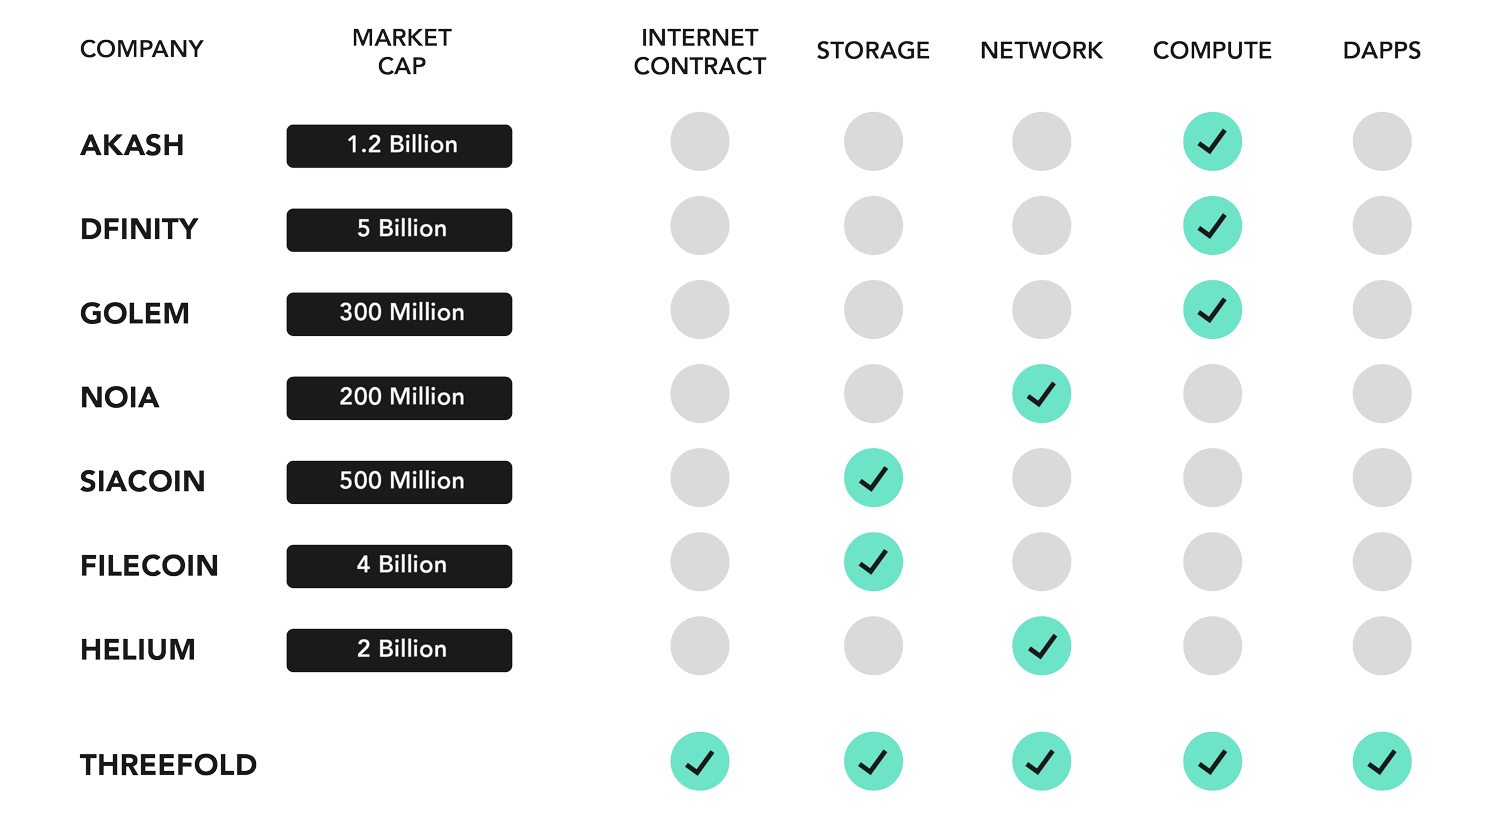 COMPANY MARKET CAP INTERNET CONTRACT STORAGE NETWORK COMPUTE DAPPS
AKASH 1.2 Billion
DFINITY 5 Billion
GOLEM 300 Million
NOIA 200 Million
SIACOIN 500 Million
FILECOIN 4 Billion
HELIUM 2 Billion
THREEFOLD